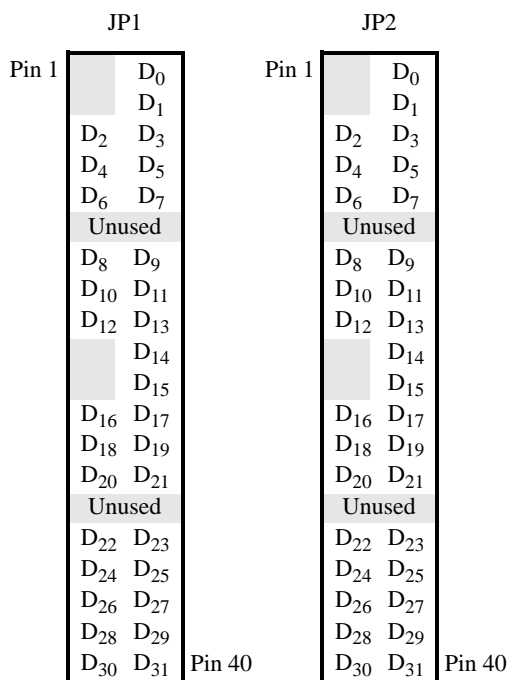 JP1 JP2
Pin 1 D0 Pin 1 D0
D1 D1
D2 D3 D2 D3
D4 D5 D4 D5
D6 D7 D6 D7
Unused Unused
D8 D9 D8 D9
D10 D11 D10 D11
D12 D13 D12 D13
D14 D14
D15 D15
D16 D17 D16 D17
D18 D19 D18 D19
D20 D21 D20 D21
Unused Unused
D22 D23 D22 D23
D24 D25 D24 D25
D26 D27 D26 D27
D28 D29 D28 D29
D30 D31 Pin 40 D30 D31 Pin 40